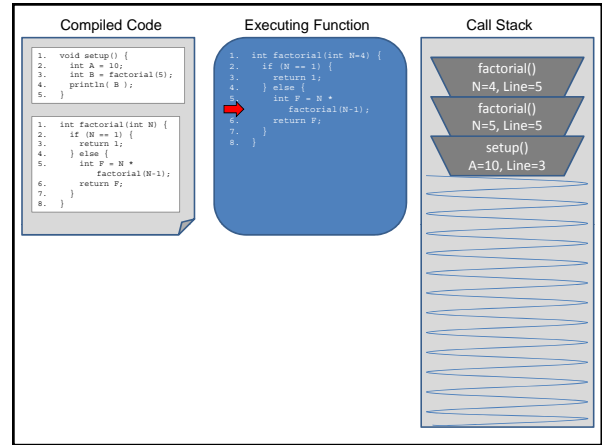 Compiled Code
1. void setup() {
2. int A = 10;
3. int B = factorial(5);
4. println( B );
5. }
1. int factorial(int N) {
2. if (N == 1) {
3. return 1;
4. } else {
5. int F = N *
factorial(N-1);
6. return F;
7. }
8. }
Executing Function
1. int factorial(int N=4) {
2. if (N == 1) {
3. return 1;
4. } else {
5. int F = N *
factorial(N-1);
6. return F;
7. }
8. }
Call Stack
factorial()
N=4, Line=5
factorial()
N=5, Line=5
setup()
A=10, Line=3